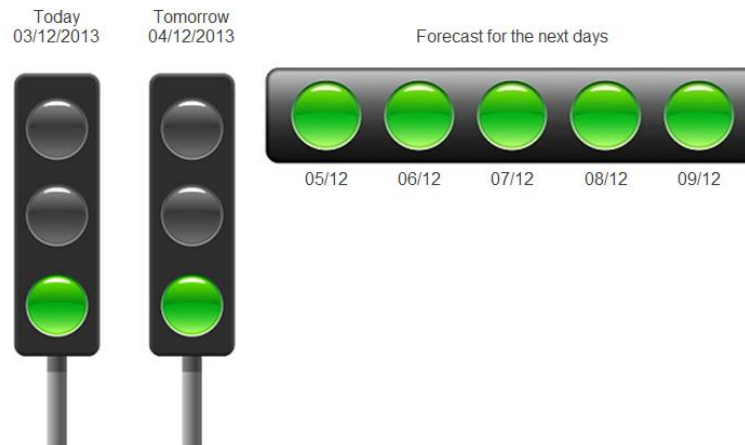 Today
03/12/2013
Tomorrow
04/12/2013
Forecast for the next days
05/12 06/12 07/12 08/12 09/12